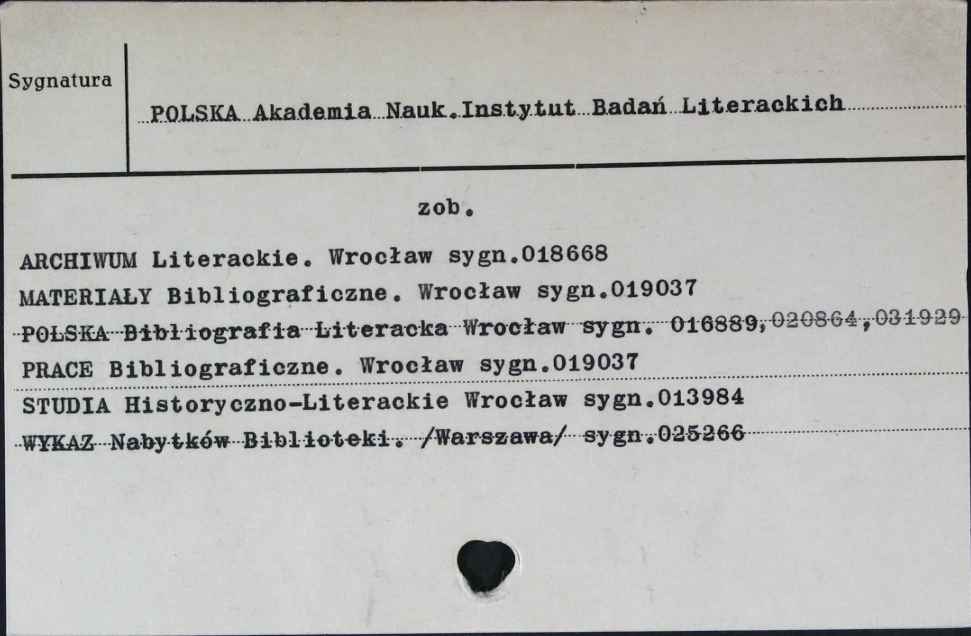 Sygnatura
POLSKA Akademia Nauk.Instytut Badań Literackich
zob.
ARCHIWUM Literackie. Wrocław sygn.018668
MATERIAŁY Bibliograficzne. Wrocław sygn.019037
POLSKA Bibliografia Literacka Wrocław sygn. 016889,020864,031929
PRACE Bibliograficzne. Wrocław sygn.019037
STUDIA Historyczno-Literackie Wrocław sygn.013984
WYKAZ Nabytków Biblioteki. /Warszawa/ sygn.025266